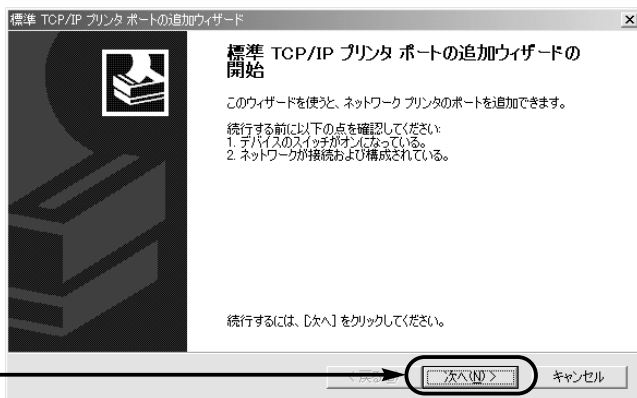 標準 TCP/IP プリンタ ポートの追加ウィザード
標準 TCP/IP プリンタ ポートの追加ウィザードの
開始
このウィザードを使うと、ネットワーク プリンタのポートを追加できます。
続行する前に以下の点を確認してください:
1. デバイスのスイッチがオンになっている。
2. ネットワークが接続および構成されている。
続行するには、[次へ] をクリックしてください。
次へ(N) >
キャンセル